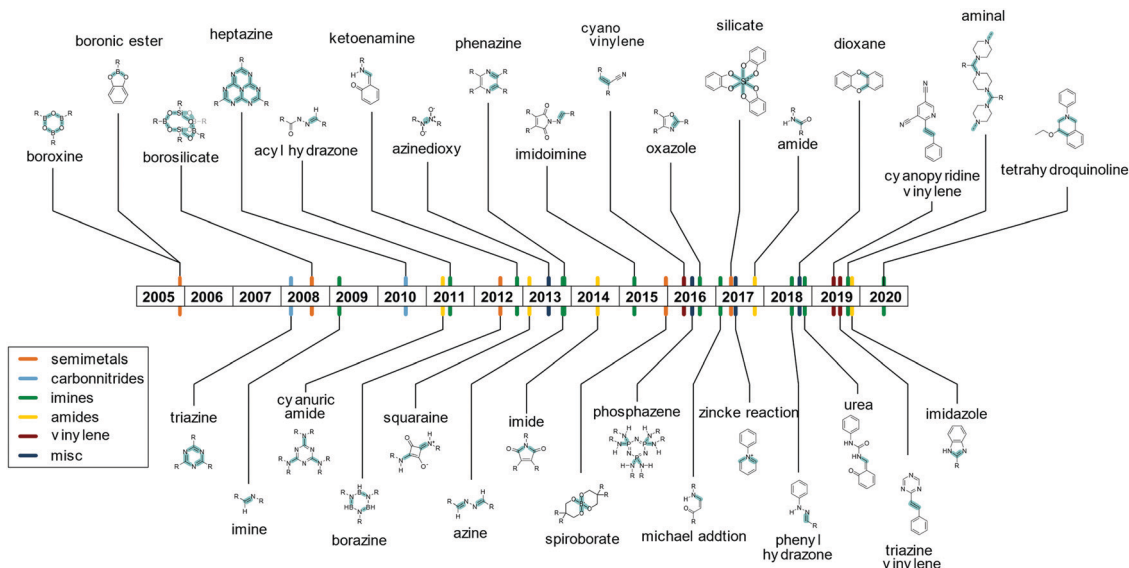 boronic ester
heptazine
ketoenamine
phenazine
cyano
vinylene
silicate
dioxane
aminal
boroxine
borosilicate
acyl hydrazone
azinedioxy
imidoimine
oxazole
amide
cyanopyridine
vinylene
tetrahydroquinoline
2005 2006 2007 2008 2009 2010 2011 2012 2013 2014 2015 2016 2017 2018 2019 2020
semimetals
carbonnitrides
imines
amides
vinylene
misc
triazine
imine
cyanuric
amide
borazine
squaraine
azine
imide
spiroborate
phosphazene
michael addtion
zincke reaction
phenyl
hydrazone
urea
triazine
vinylene
imidazole